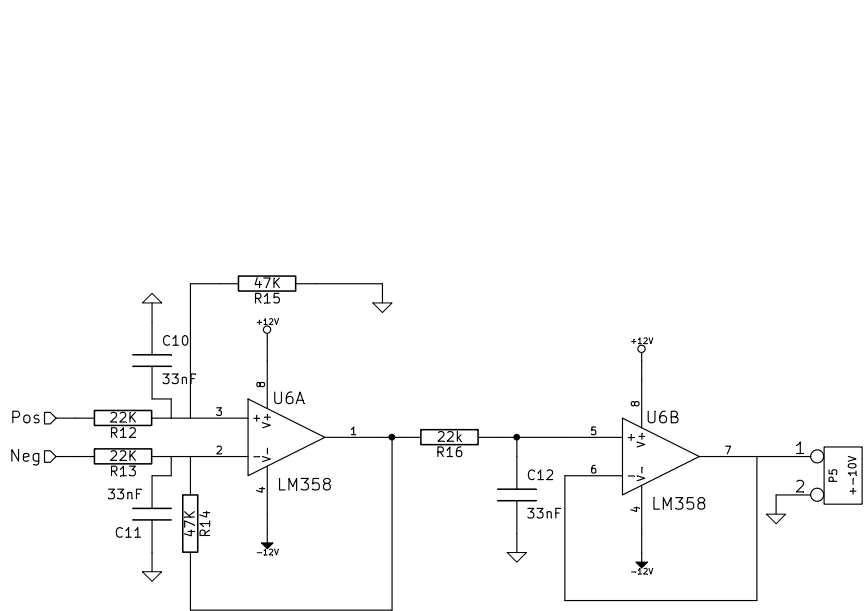 47K
R15
+12V
C10
33nF
8
U6A
Pos
22K
R12
3
+
V+
1
Neg
22K
R13
2
-
V-
4
LM358
33nF
C11
47K
R14
-12V
22k
R16
C12
33nF
+12V
8
U6B
5
+
V+
6
-
V-
7
4
LM358
-12V
1
2
P5
+-10V